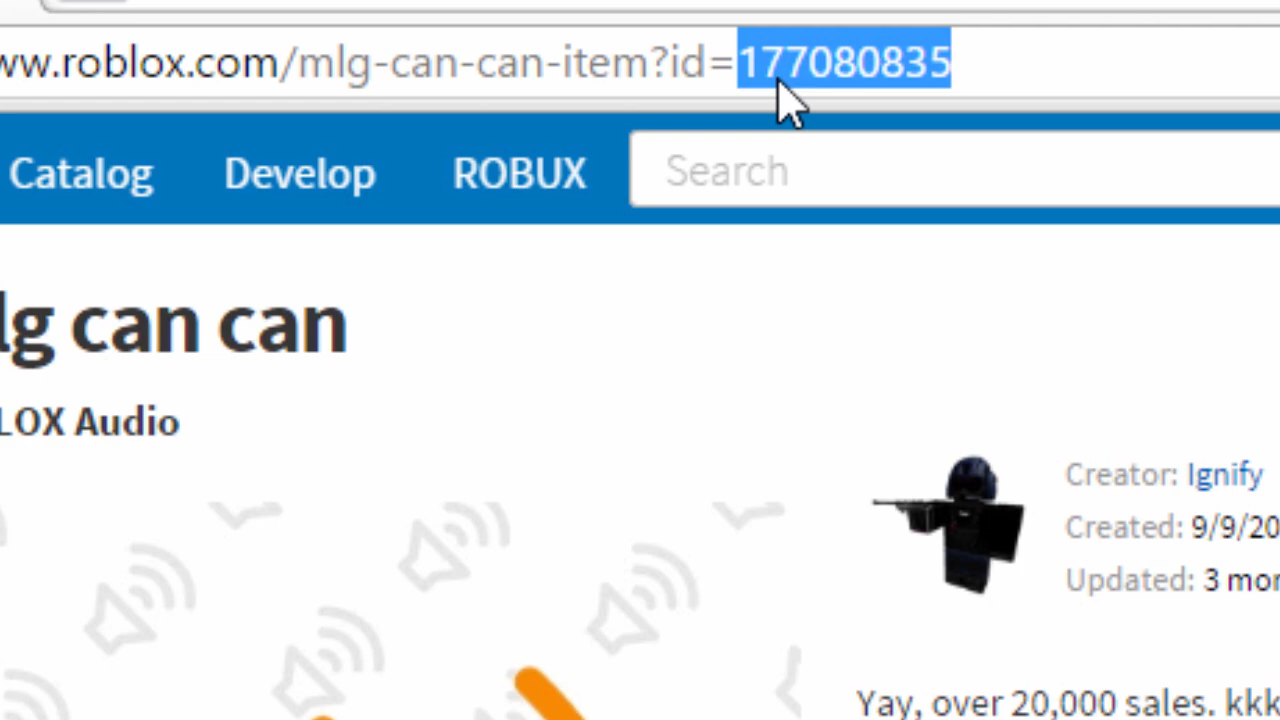 ww.roblox.com/mlg-can-can-item?id=177080835
Catalog Develop ROBUX Search
lg can can
LOX Audio
Creator: Ignify
Created: 9/9/20
Updated: 3 mon
Yay, over 20,000 sales. kkk